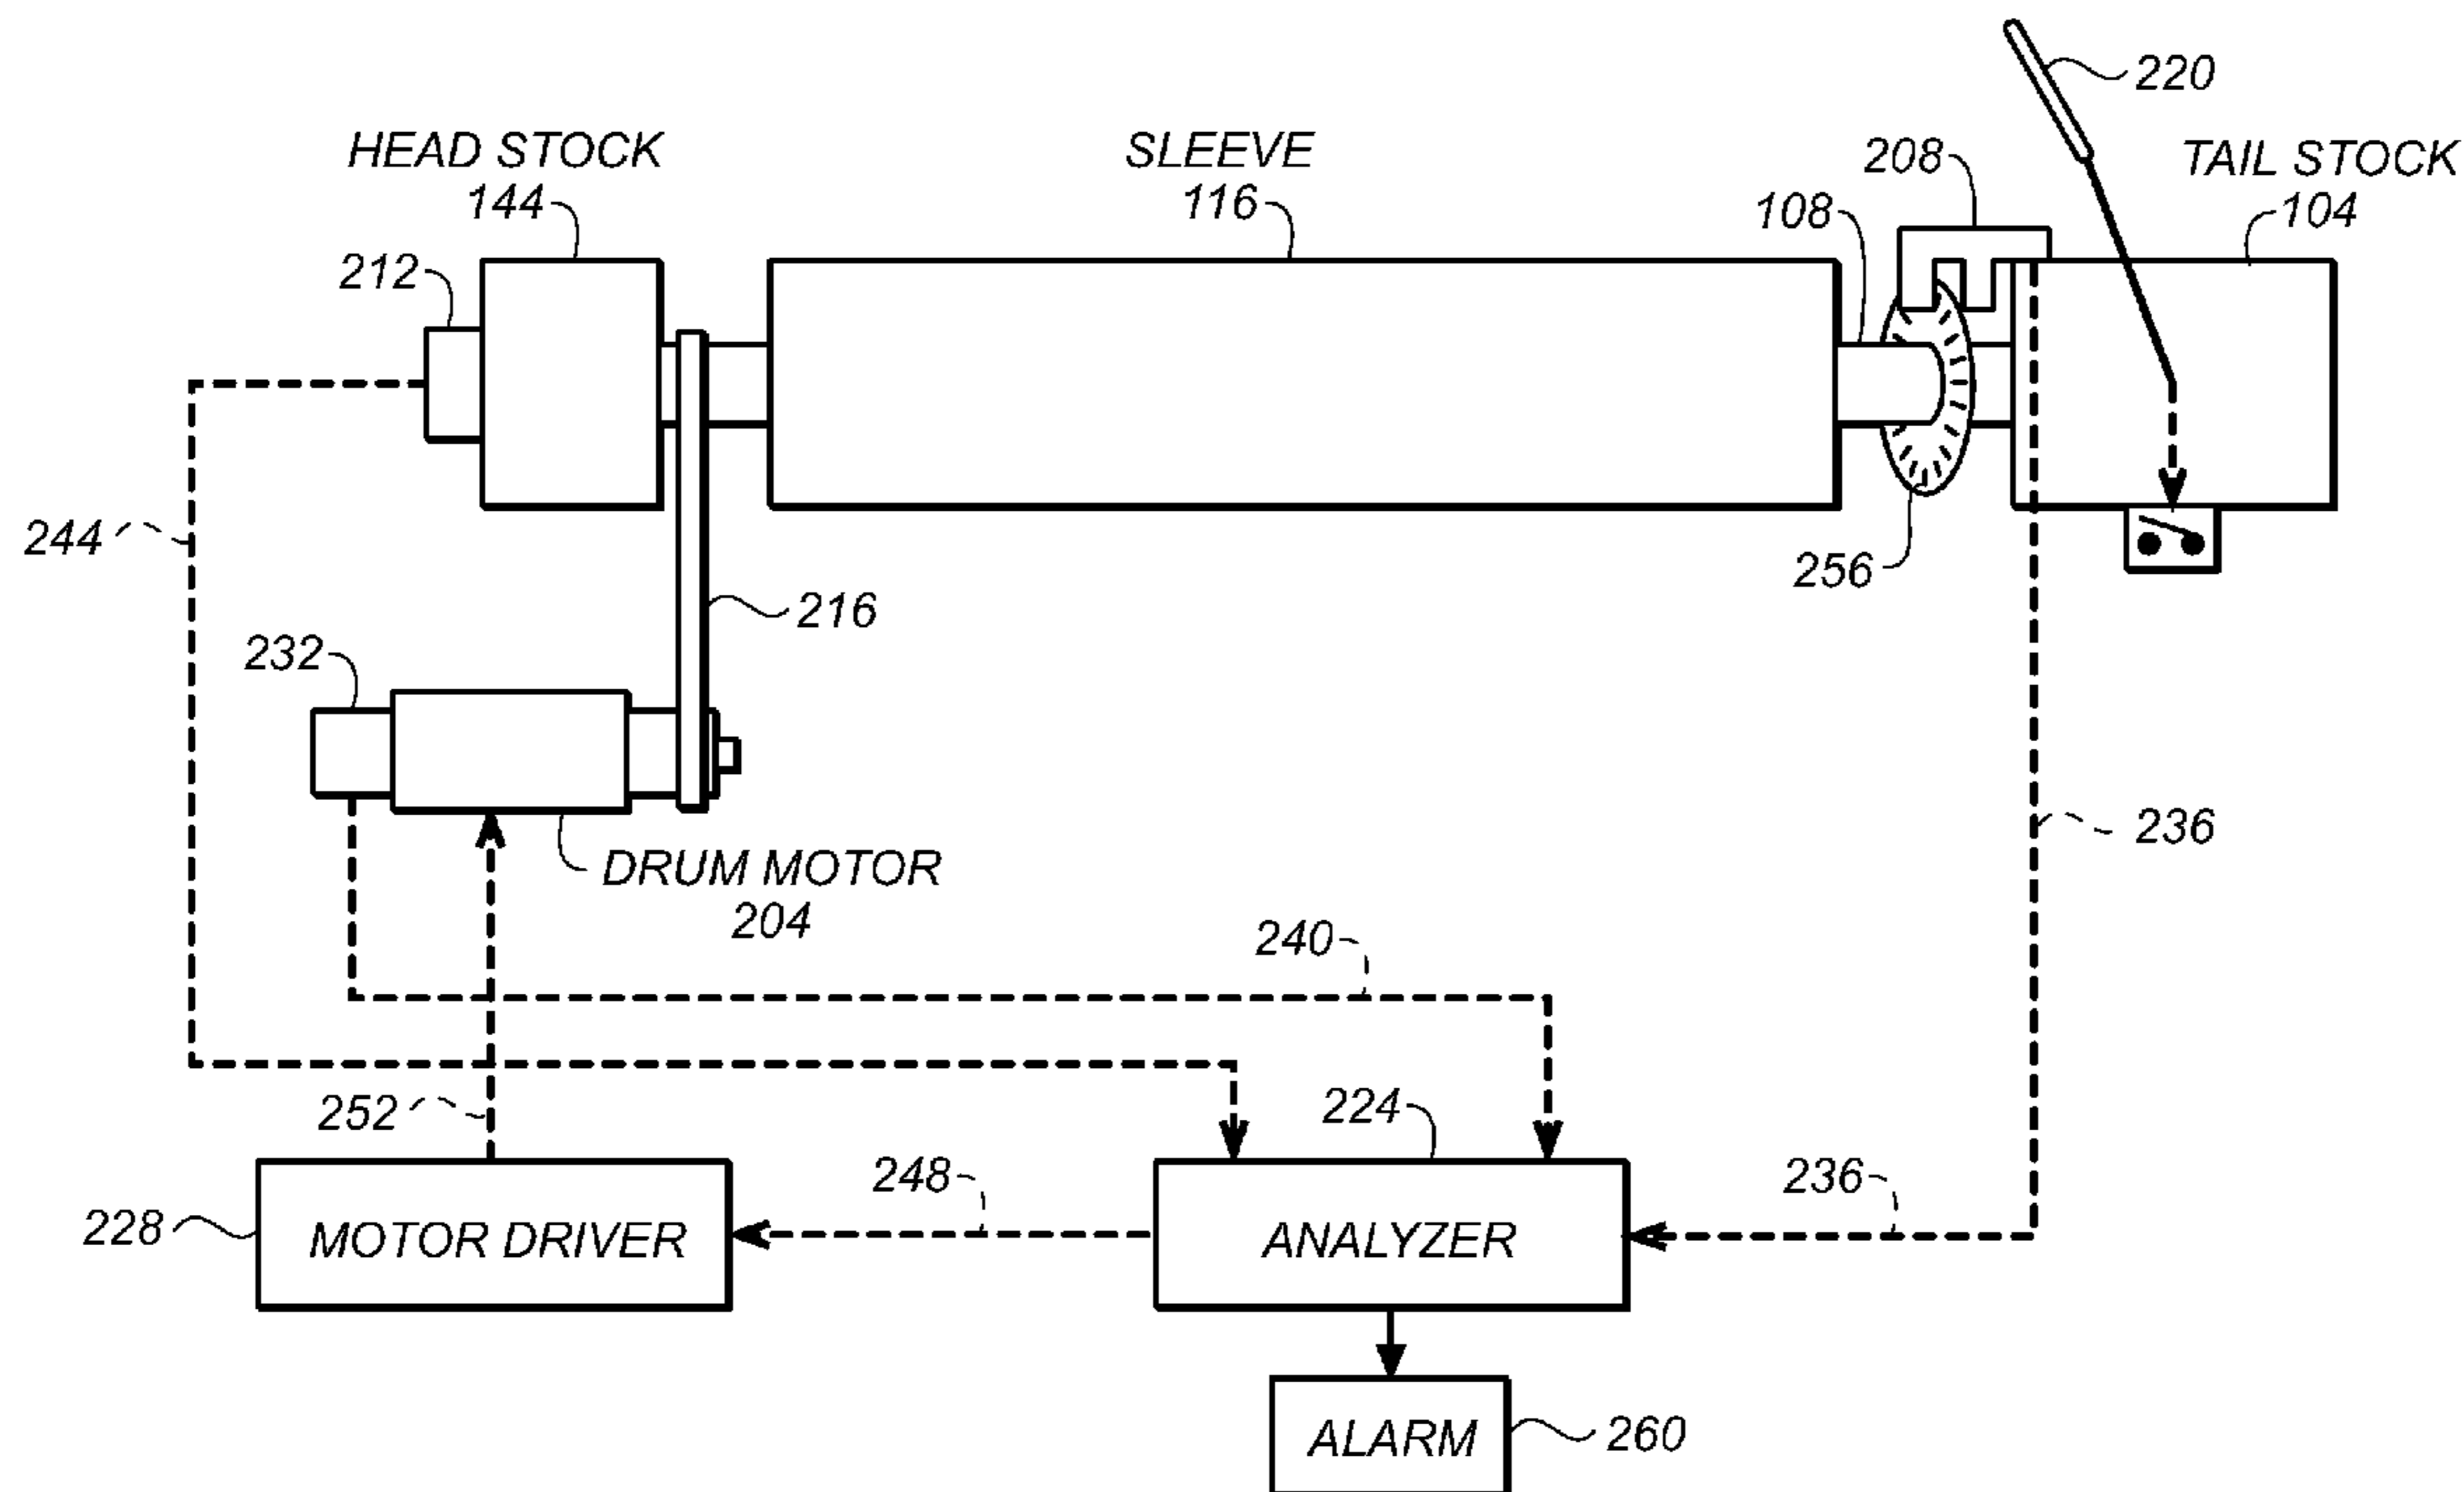 220
HEAD STOCK
144
SLEEVE
116
208
TAIL STOCK
104
108
212
244
256
216
232
DRUM MOTOR
204
236
240
252
224
248
236
228
MOTOR DRIVER
ANALYZER
ALARM
260